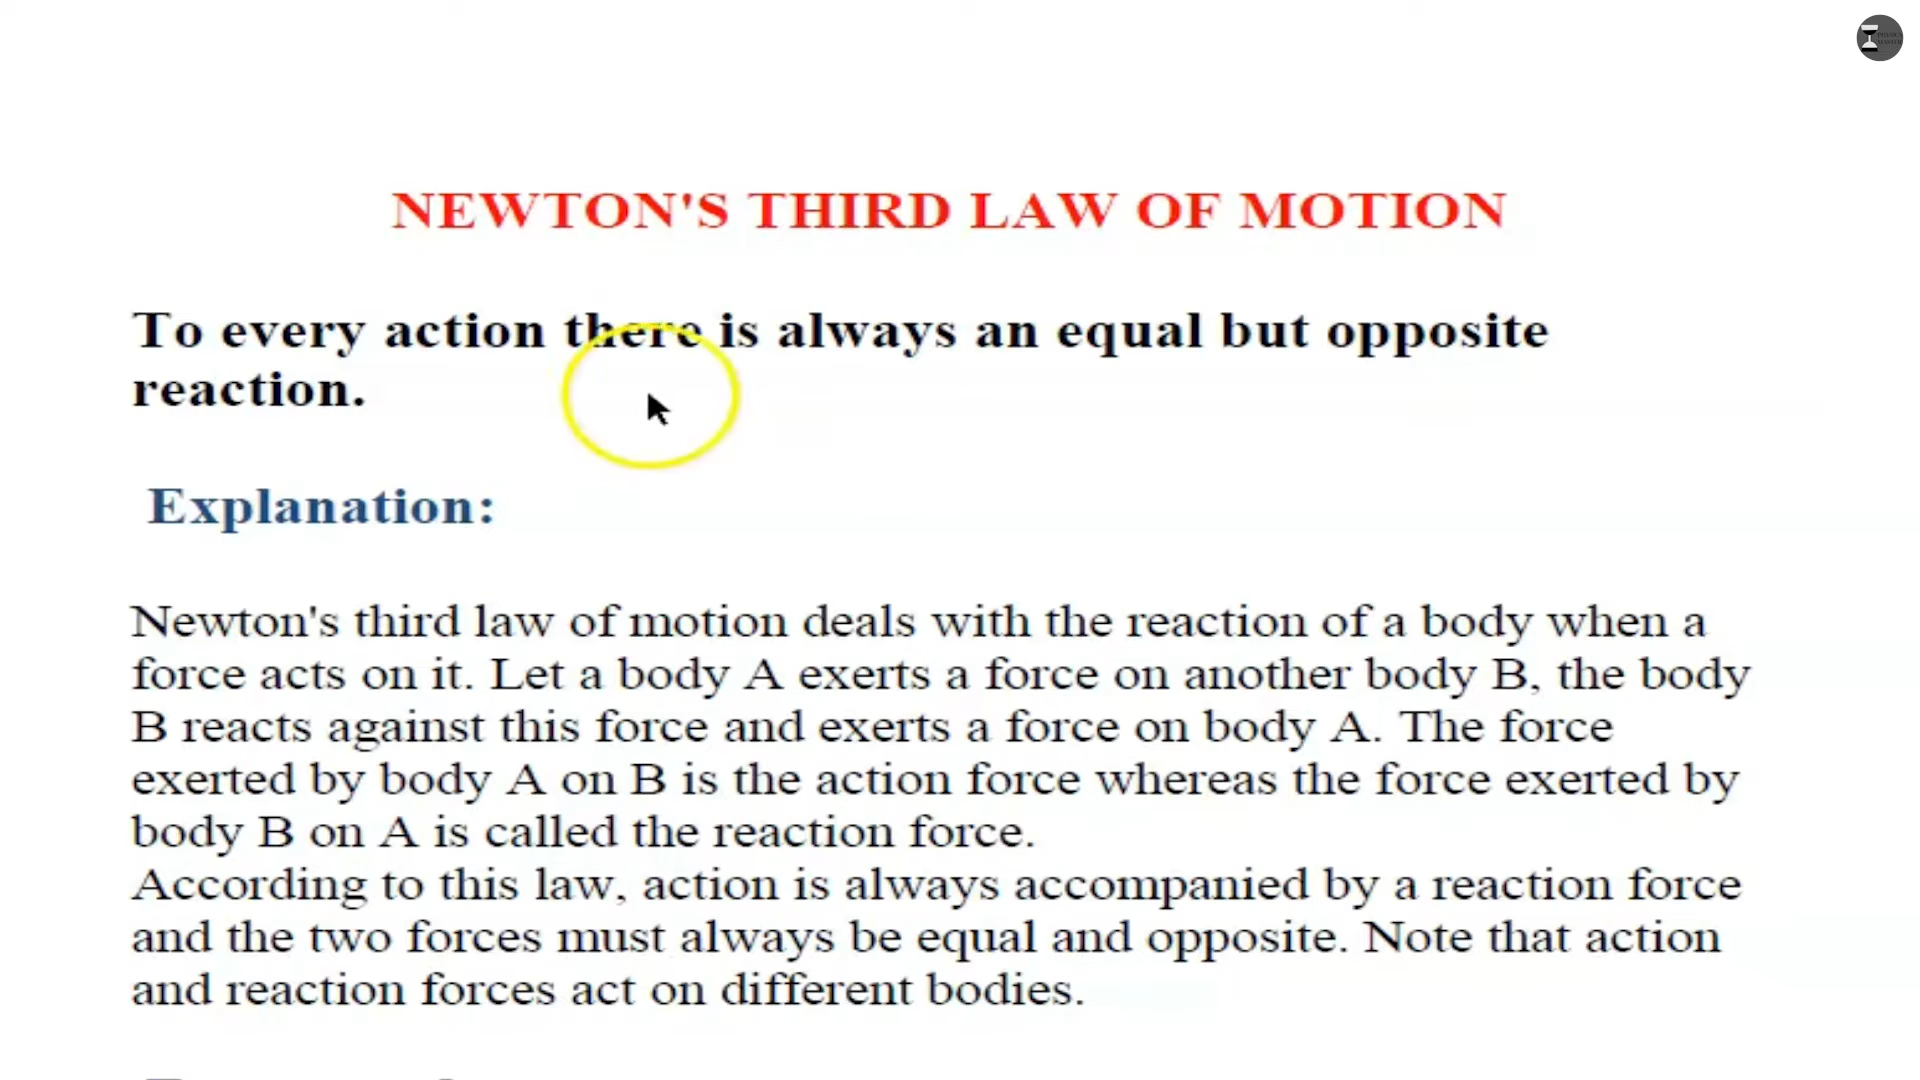 NEWTON'S THIRD LAW OF MOTION
To every action there is always an equal but opposite
reaction.
Explanation:
Newton's third law of motion deals with the reaction of a body when a
force acts on it. Let a body A exerts a force on another body B, the body
B reacts against this force and exerts a force on body A. The force
exerted by body A on B is the action force whereas the force exerted by
body B on A is called the reaction force.
According to this law, action is always accompanied by a reaction force
and the two forces must always be equal and opposite. Note that action
and reaction forces act on different bodies.